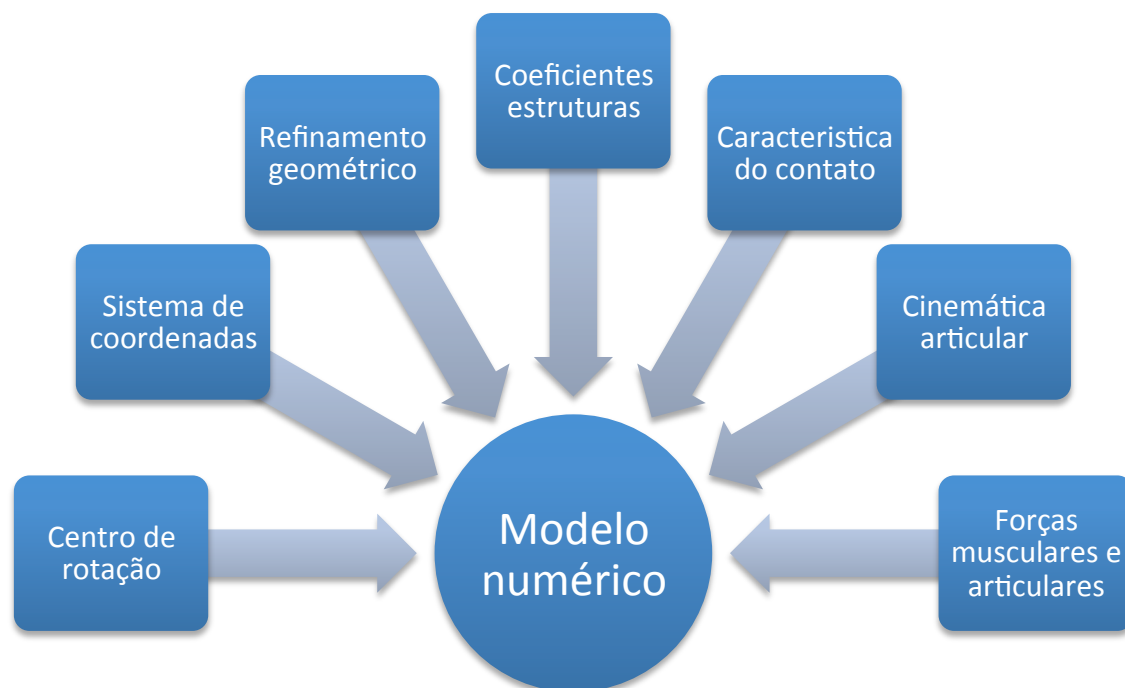 Coeficientes
estruturas
Refinamento
geométrico
Caracteristica
do contato
Sistema de
coordenadas
Cinemática
articular
Centro de
rotação
Modelo
numérico
Forças
musculares e
articulares